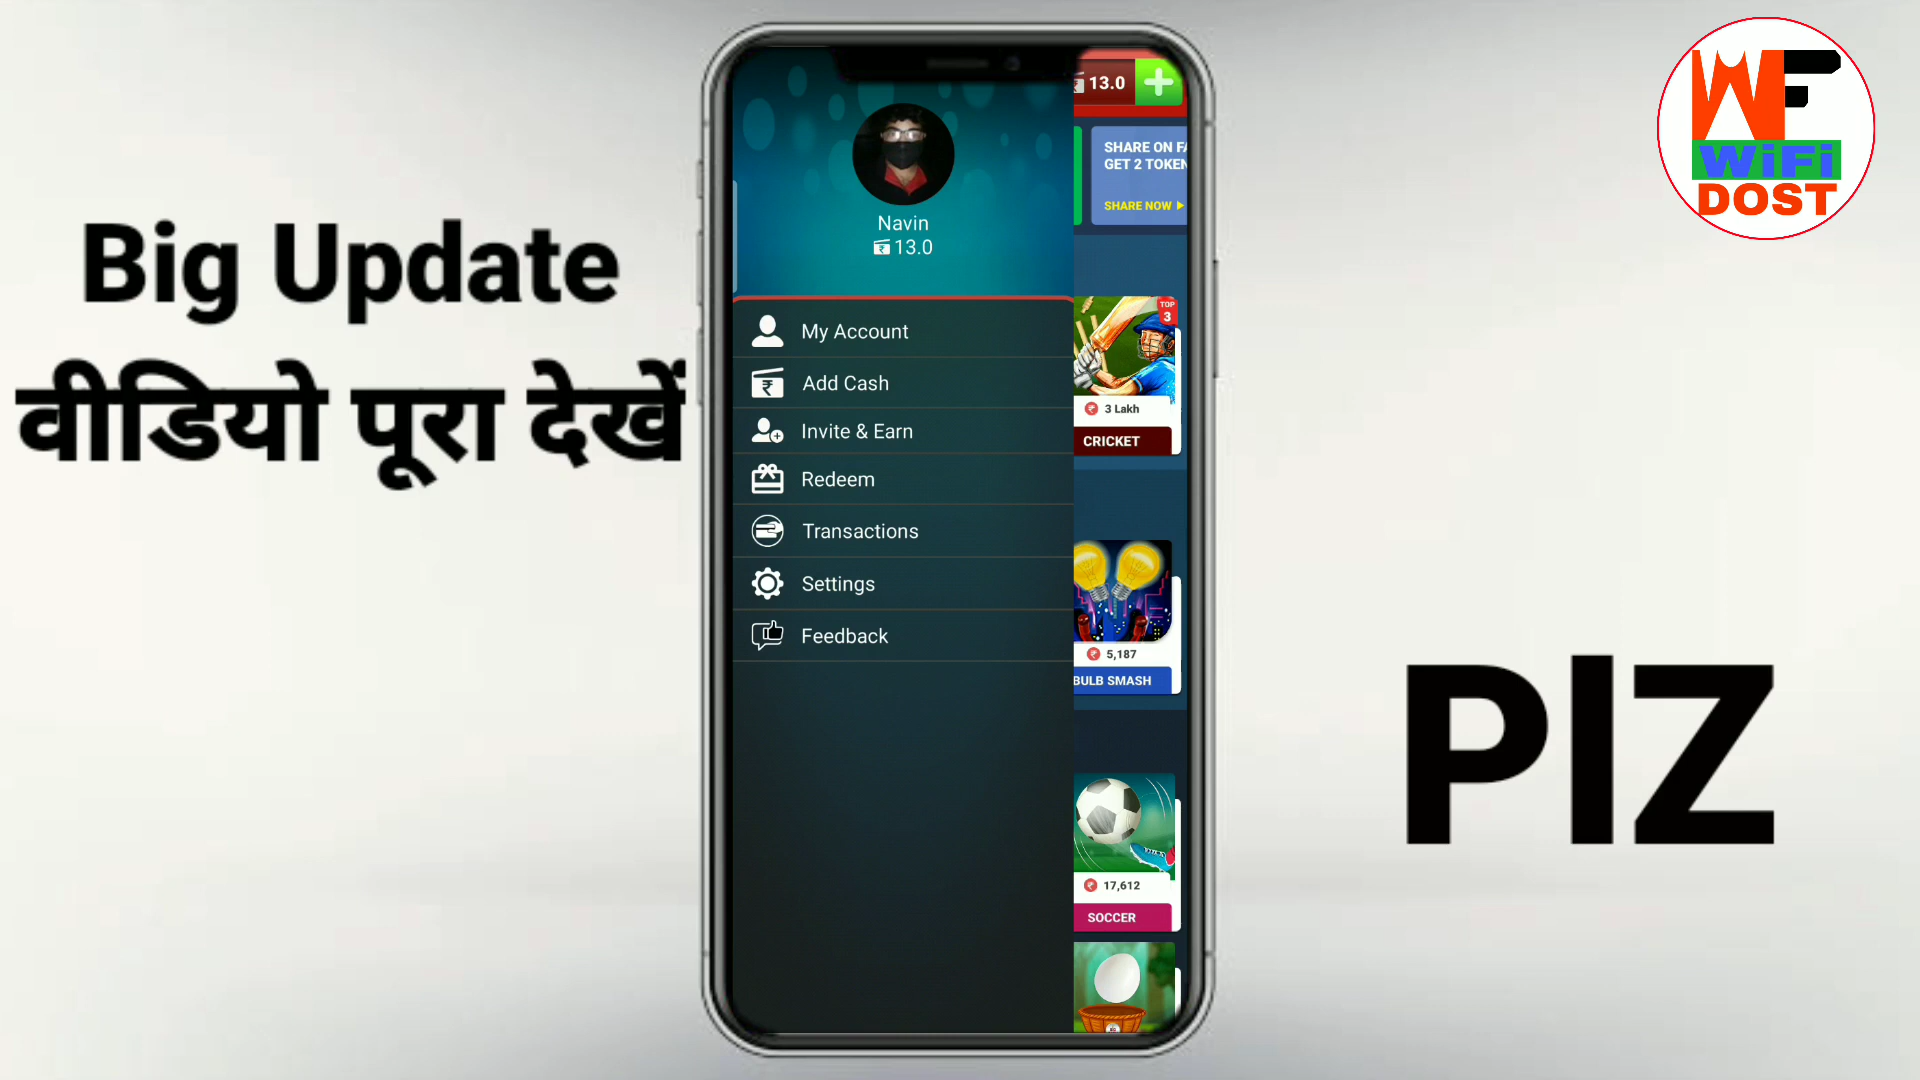 Big Update
वीडियो पूरा देखें
Navin
13.0
My Account
Add Cash
Invite & Earn
Redeem
Transactions
Settings
Feedback
13.0
SHARE ON FA
GET 2 TOKEN
SHARE NOW
TOP
3
3 Lakh
CRICKET
5,187
BULB SMASH
17,612
SOCCER
WF
WiFi
DOST
PlZ